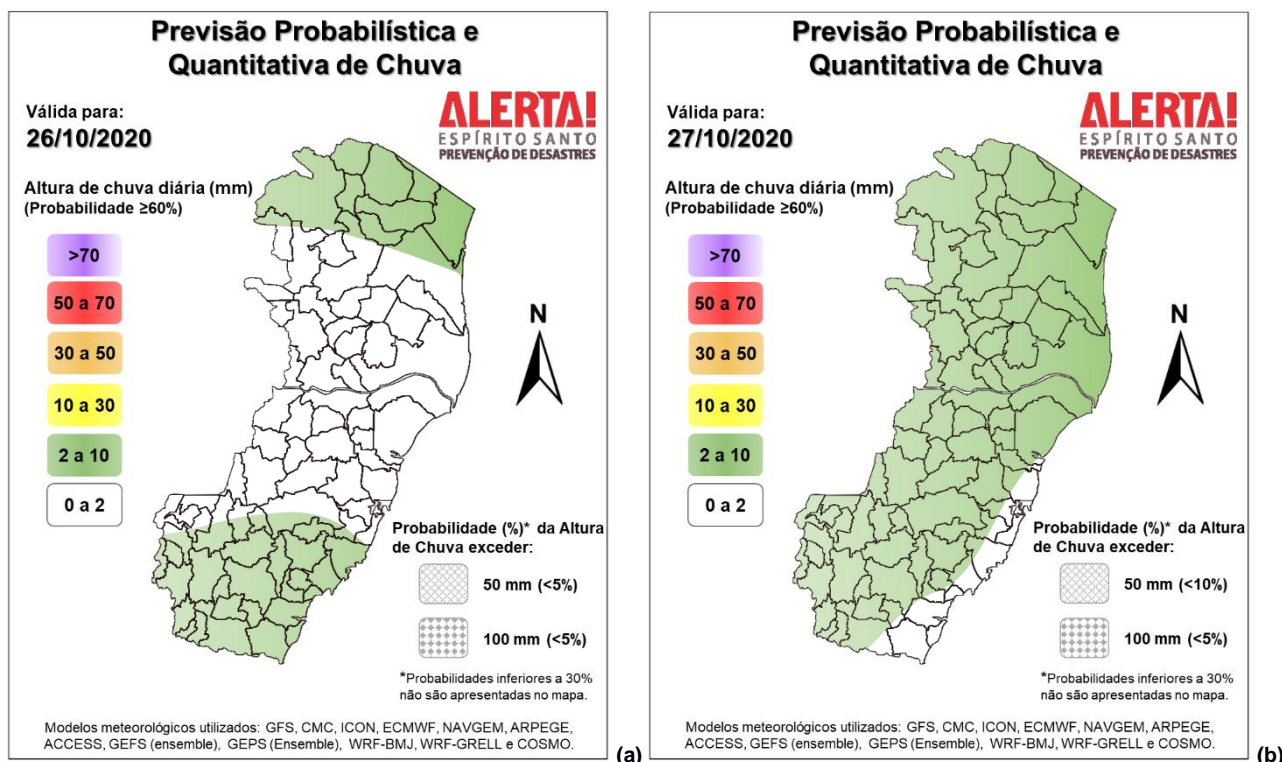 Previsão Probabilística e
Quantitativa de Chuva
Válida para:
26/10/2020
ALERTA!
ESPÍRITO SANTO
PREVENÇÃO DE DESASTRES
Altura de chuva diária (mm)
(Probabilidade ≥60%)
>70
50 a 70
30 a 50
10 a 30
2 a 10
0 a 2
N
Probabilidade (%)* da Altura
de Chuva exceder:
50 mm (<5%)
100 mm (<5%)
*Probabilidades inferiores a 30%
não são apresentadas no mapa.
Modelos meteorológicos utilizados: GFS, CMC, ICON, ECMWF, NAVGEM, ARPEGE,
ACCESS, GEFS (ensemble), GEPS (Ensemble), WRF-BMJ, WRF-GRELL e COSMO.
(a)
Previsão Probabilística e
Quantitativa de Chuva
Válida para:
27/10/2020
ALERTA!
ESPÍRITO SANTO
PREVENÇÃO DE DESASTRES
Altura de chuva diária (mm)
(Probabilidade ≥60%)
>70
50 a 70
30 a 50
10 a 30
2 a 10
0 a 2
N
Probabilidade (%)* da Altura
de Chuva exceder:
50 mm (<10%)
100 mm (<5%)
*Probabilidades inferiores a 30%
não são apresentadas no mapa.
Modelos meteorológicos utilizados: GFS, CMC, ICON, ECMWF, NAVGEM, ARPEGE,
ACCESS, GEFS (ensemble), GEPS (Ensemble), WRF-BMJ, WRF-GRELL e COSMO.
(b)